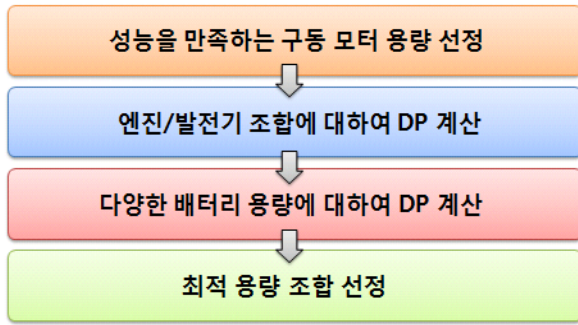 성능을 만족하는 구동 모터 용량 선정
엔진/발전기 조합에 대하여 DP 계산
다양한 배터리 용량에 대하여 DP 계산
최적 용량 조합 선정